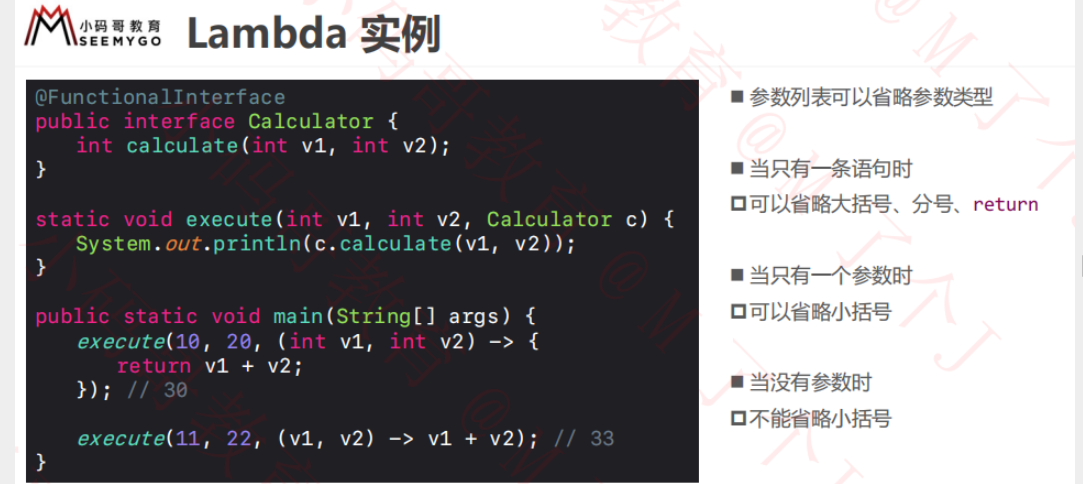 小码哥教育
SEEMYGO
Lambda 实例
@FunctionalInterface
public interface Calculator {
    int calculate(int v1, int v2);
}
static void execute(int v1, int v2, Calculator c) {
    System.out.println(c.calculate(v1, v2));
}
public static void main(String[] args) {
    execute(10, 20, (int v1, int v2) -> {
        return v1 + v2;
    }); // 30
    execute(11, 22, (v1, v2) -> v1 + v2); // 33
}
■ 参数列表可以省略参数类型
■ 当只有一条语句时
可以省略大括号、分号、return
■ 当只有一个参数时
可以省略小括号
■ 当没有参数时
不能省略小括号